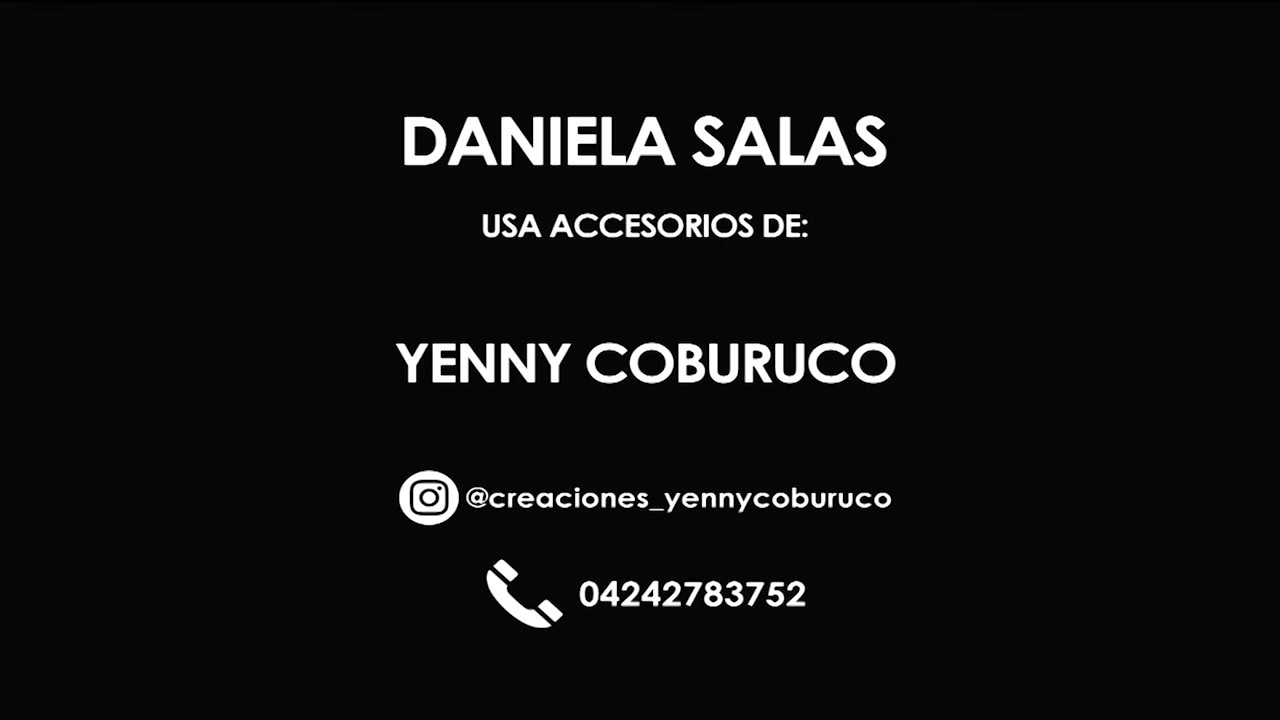 DANIELA SALAS
USA ACCESORIOS DE:
YENNY COBURUCO
@creaciones_yennycoburuco
04242783752